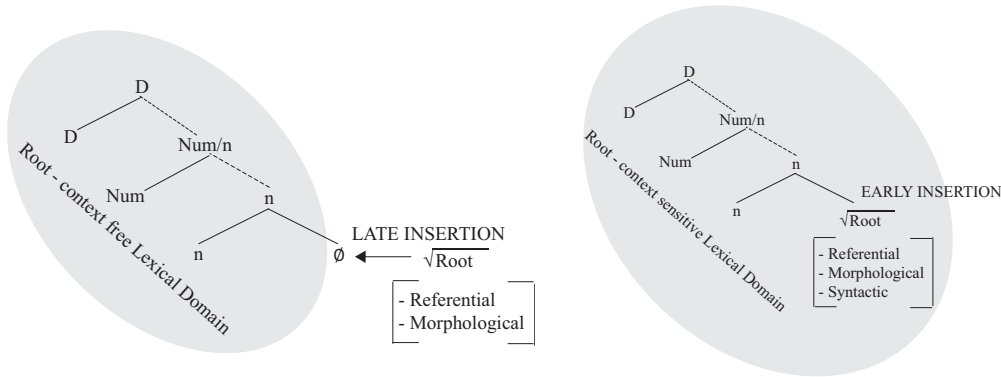 D
D
Num/n
Num
n
n
∅
LATE INSERTION
√Root
- Referential
- Morphological
Root - context free Lexical Domain
D
D
Num/n
Num
n
n
EARLY INSERTION
√Root
- Referential
- Morphological
- Syntactic
Root - context sensitive Lexical Domain